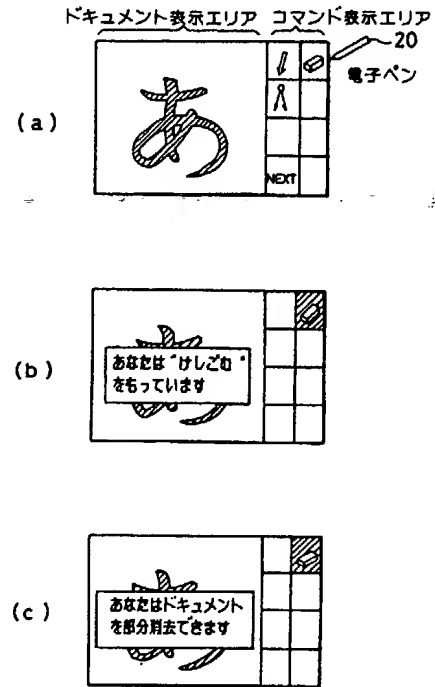 ドキュメント表示エリア コマンド表示エリア
20
電子ペン
(a)
あ
NEXT
(b)
あなたは"けしごむ"
をもっています
(c)
あなたはドキュメント
を部分消去できます